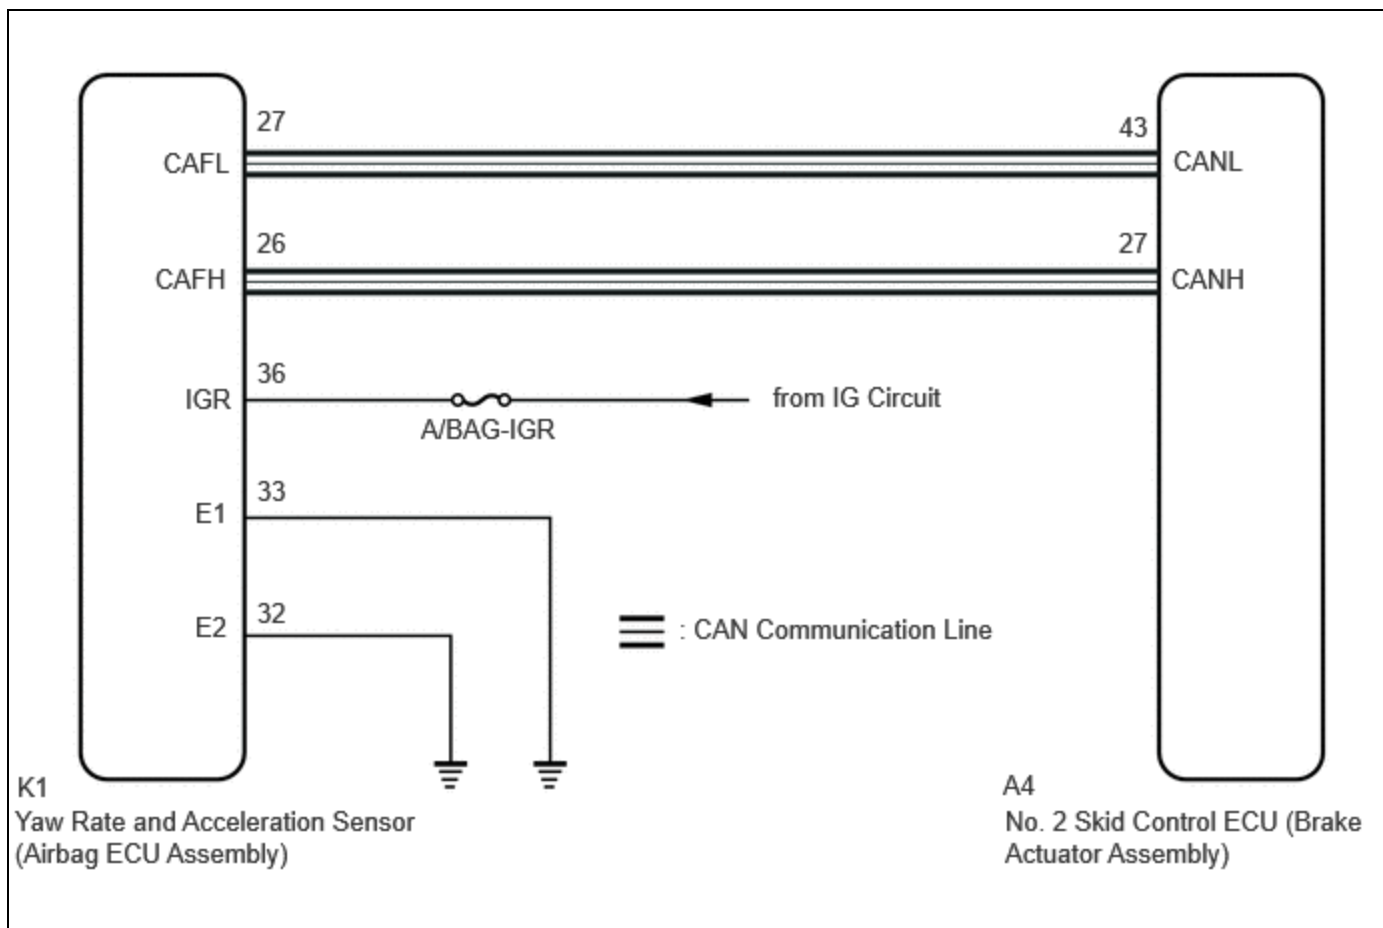 27
43
CAFL
CANL
26
27
CAFH
CANH
36
IGR
from IG Circuit
A/BAG-IGR
33
E1
32
E2
: CAN Communication Line
K1
Yaw Rate and Acceleration Sensor
(Airbag ECU Assembly)
A4
No. 2 Skid Control ECU (Brake
Actuator Assembly)